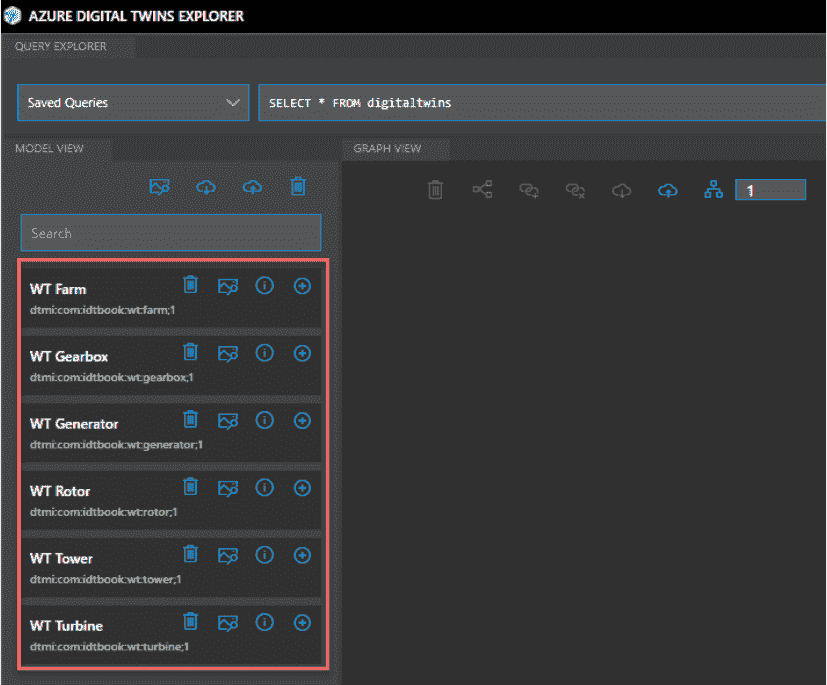 AZURE DIGITAL TWINS EXPLORER
QUERY EXPLORER
Saved Queries
SELECT * FROM digitaltwins
MODEL VIEW
GRAPH VIEW
1
Search
WT Farm
dtmi:com:idtbook:wt:farm;1
WT Gearbox
dtmi:com:idtbook:wt:gearbox;1
WT Generator
dtmi:com:idtbook:wt:generator;1
WT Rotor
dtmi:com:idtbook:wt:rotor;1
WT Tower
dtmi:com:idtbook:wt:tower;1
WT Turbine
dtmi:com:idtbook:wt:turbine;1